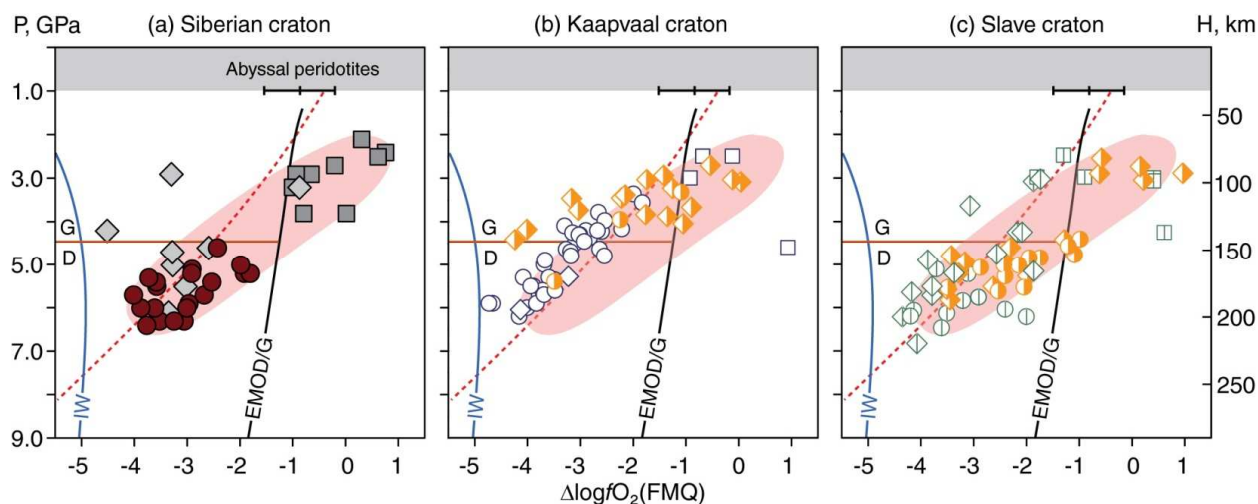 P, GPa (a) Siberian craton (b) Kaapvaal craton (c) Slave craton H, km
Abyssal peridotites
1.0
3.0
5.0
7.0
9.0
50
100
150
200
250
G
D
G
D
G
D
IW
EMOD/G
IW
EMOD/G
IW
EMOD/G
-5 -4 -3 -2 -1 0 1 -5 -4 -3 -2 -1 0 1 -5 -4 -3 -2 -1 0 1
ΔlogfO₂(FMQ)